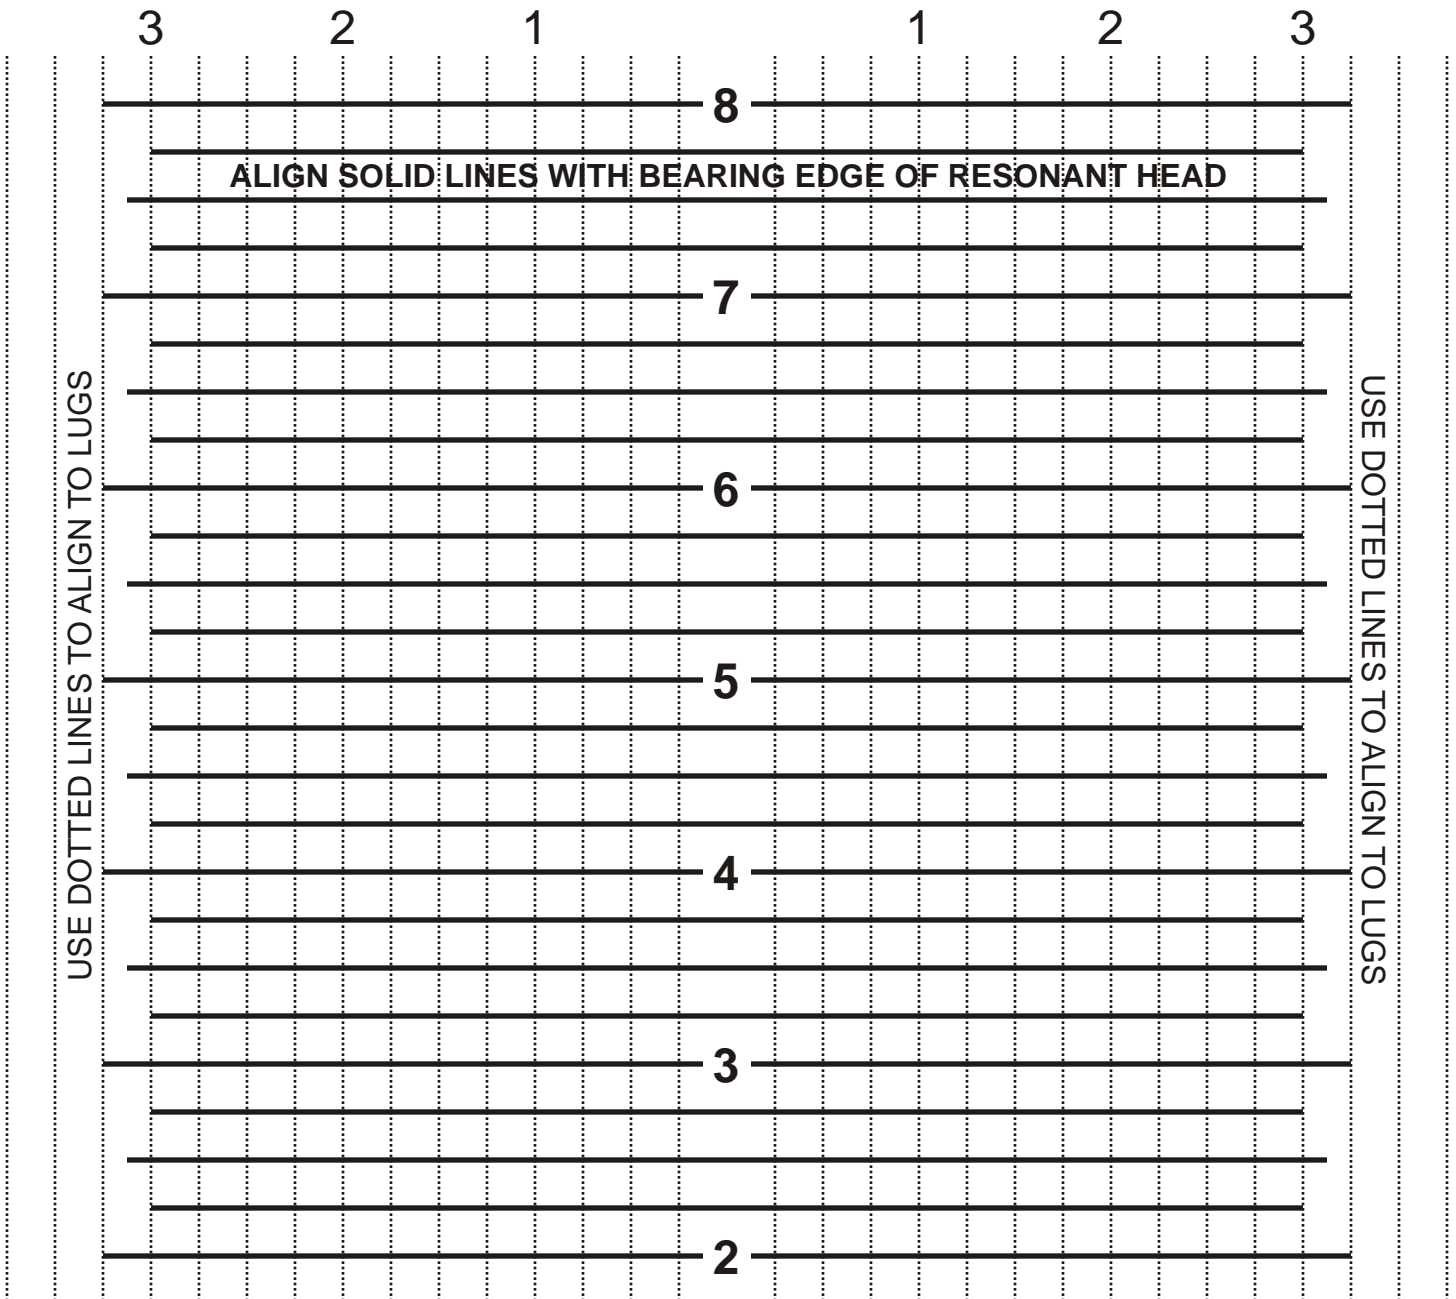 3 2 1 1 2 3
8
ALIGN SOLID LINES WITH BEARING EDGE OF RESONANT HEAD
7
USE DOTTED LINES TO ALIGN TO LUGS
USE DOTTED LINES TO ALIGN TO LUGS
6
5
4
3
2